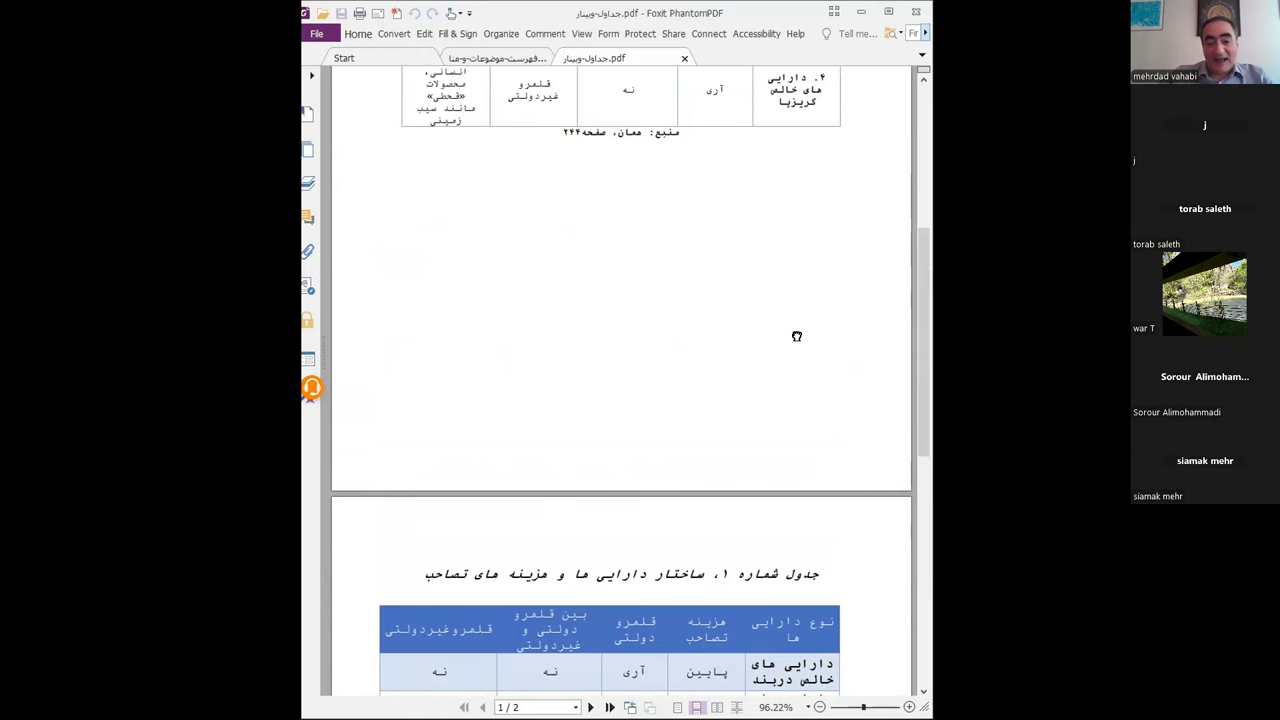 جداول-وبینار.pdf - Foxit PhantomPDF
File Home Convert Edit Fill & Sign Organize Comment View Form Protect Share Connect Accessibility Help Tell me... Fir
Start فهرست-موضوعات-و-منا... جداول-وبینار.pdf
۴. دارایی های خالص گریزپا
آری
نه
قلمرو غیردولتی
انسانی، محصولات «قحطی» مانند سیب زمینی
منبع: همان، صفحه۲۴۴
جدول شماره ۱، ساختار دارایی ها و هزینه های تصاحب
نوع دارایی ها
هزینه تصاحب
قلمرو دولتی
بین قلمرو دولتی و غیردولتی
قلمروغیردولتی
دارایی های خالص دربند
پایین
آری
نه
نه
1 / 2
96.22%
mehrdad vahabi
j
j
torab saleth
torab saleth
war T
Sorour Alimoham...
Sorour Alimohammadi
siamak mehr
siamak mehr